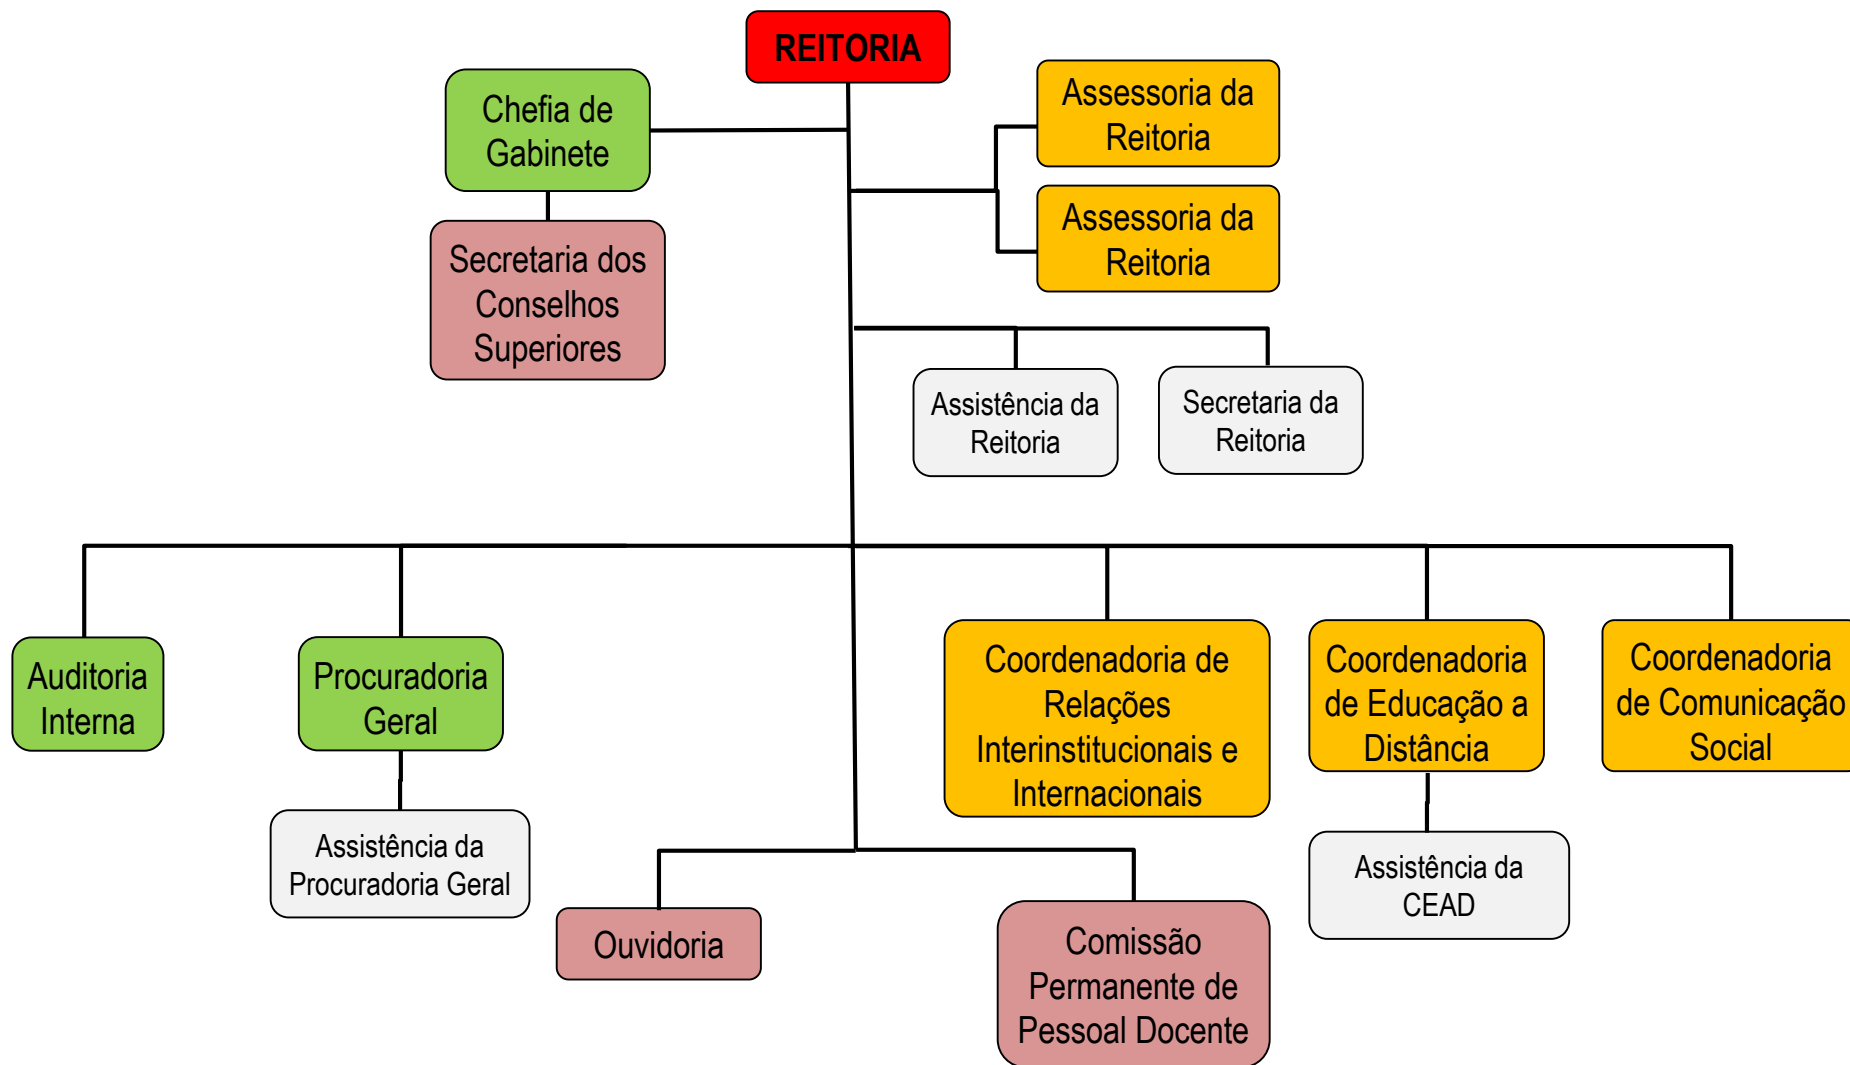 REITORIA
Chefia de
Gabinete
Assessoria da
Reitoria
Assessoria da
Reitoria
Secretaria dos
Conselhos
Superiores
Assistência da
Reitoria
Secretaria da
Reitoria
Auditoria
Interna
Procuradoria
Geral
Coordenadoria de
Relações
Interinstitucionais e
Internacionais
Coordenadoria
de Educação a
Distância
Coordenadoria
de Comunicação
Social
Assistência da
Procuradoria Geral
Assistência da
CEAD
Ouvidoria
Comissão
Permanente de
Pessoal Docente